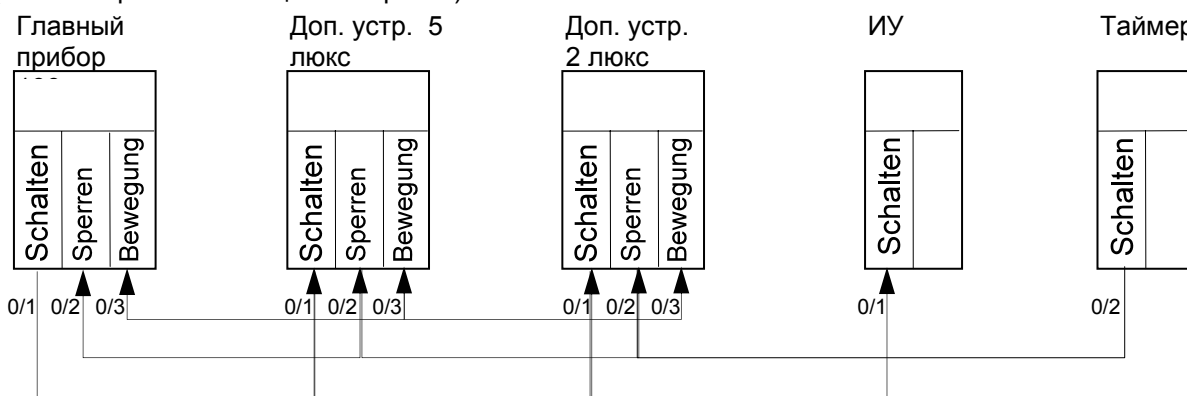 Главный прибор
Доп. устр. 5 люкс
Доп. устр. 2 люкс
ИУ
Таймер
Schalten
Sperren
Bewegung
Schalten
Sperren
Bewegung
Schalten
Sperren
Bewegung
Schalten
Schalten
0/1 0/2 0/3
0/1 0/2 0/3
0/1 0/2 0/3
0/1
0/2